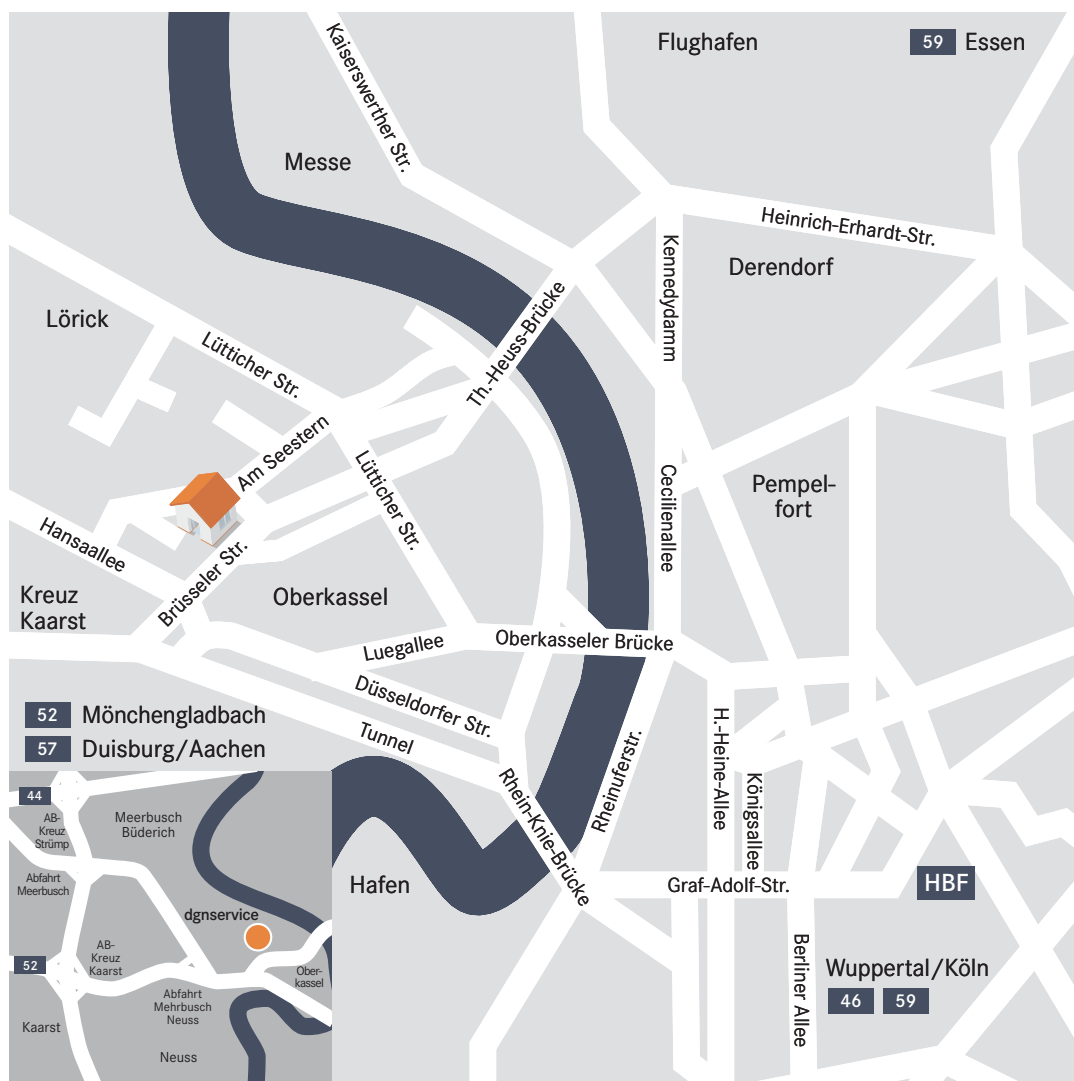 Flughafen
59 Essen
Kaiserswerther Str.
Messe
Heinrich-Erhardt-Str.
Kennedydamm
Derendorf
Th.-Heuss-Brücke
Lörick
Lütticher Str.
Am Seestern
Lütticher Str.
Cecilienallee
Pempel-
fort
Hansaallee
Brüsseler Str.
Kreuz
Kaarst
Oberkassel
Luegallee
Oberkasseler Brücke
Düsseldorfer Str.
Tunnel
52 Mönchengladbach
57 Duisburg/Aachen
Rhein-Knie-Brücke
Rheinuferstr.
H.-Heine-Allee
Königsallee
Hafen
Graf-Adolf-Str.
HBF
Berliner Allee
Wuppertal/Köln
46 59
44
AB-
Kreuz
Strümp
Meerbusch
Büderich
Abfahrt
Meerbusch
dgnservice
52
AB-
Kreuz
Kaarst
Ober-
kassel
Abfahrt
Mehrbusch
Neuss
Kaarst
Neuss